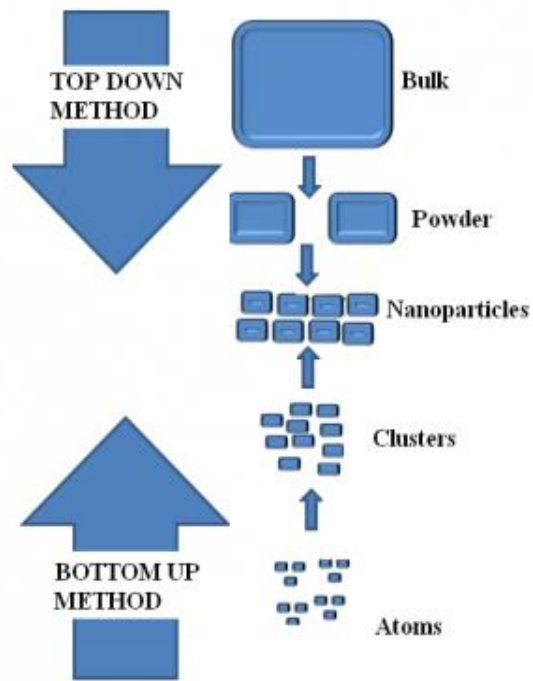 TOP DOWN
METHOD
Bulk
Powder
Nanoparticles
Clusters
BOTTOM UP
METHOD
Atoms